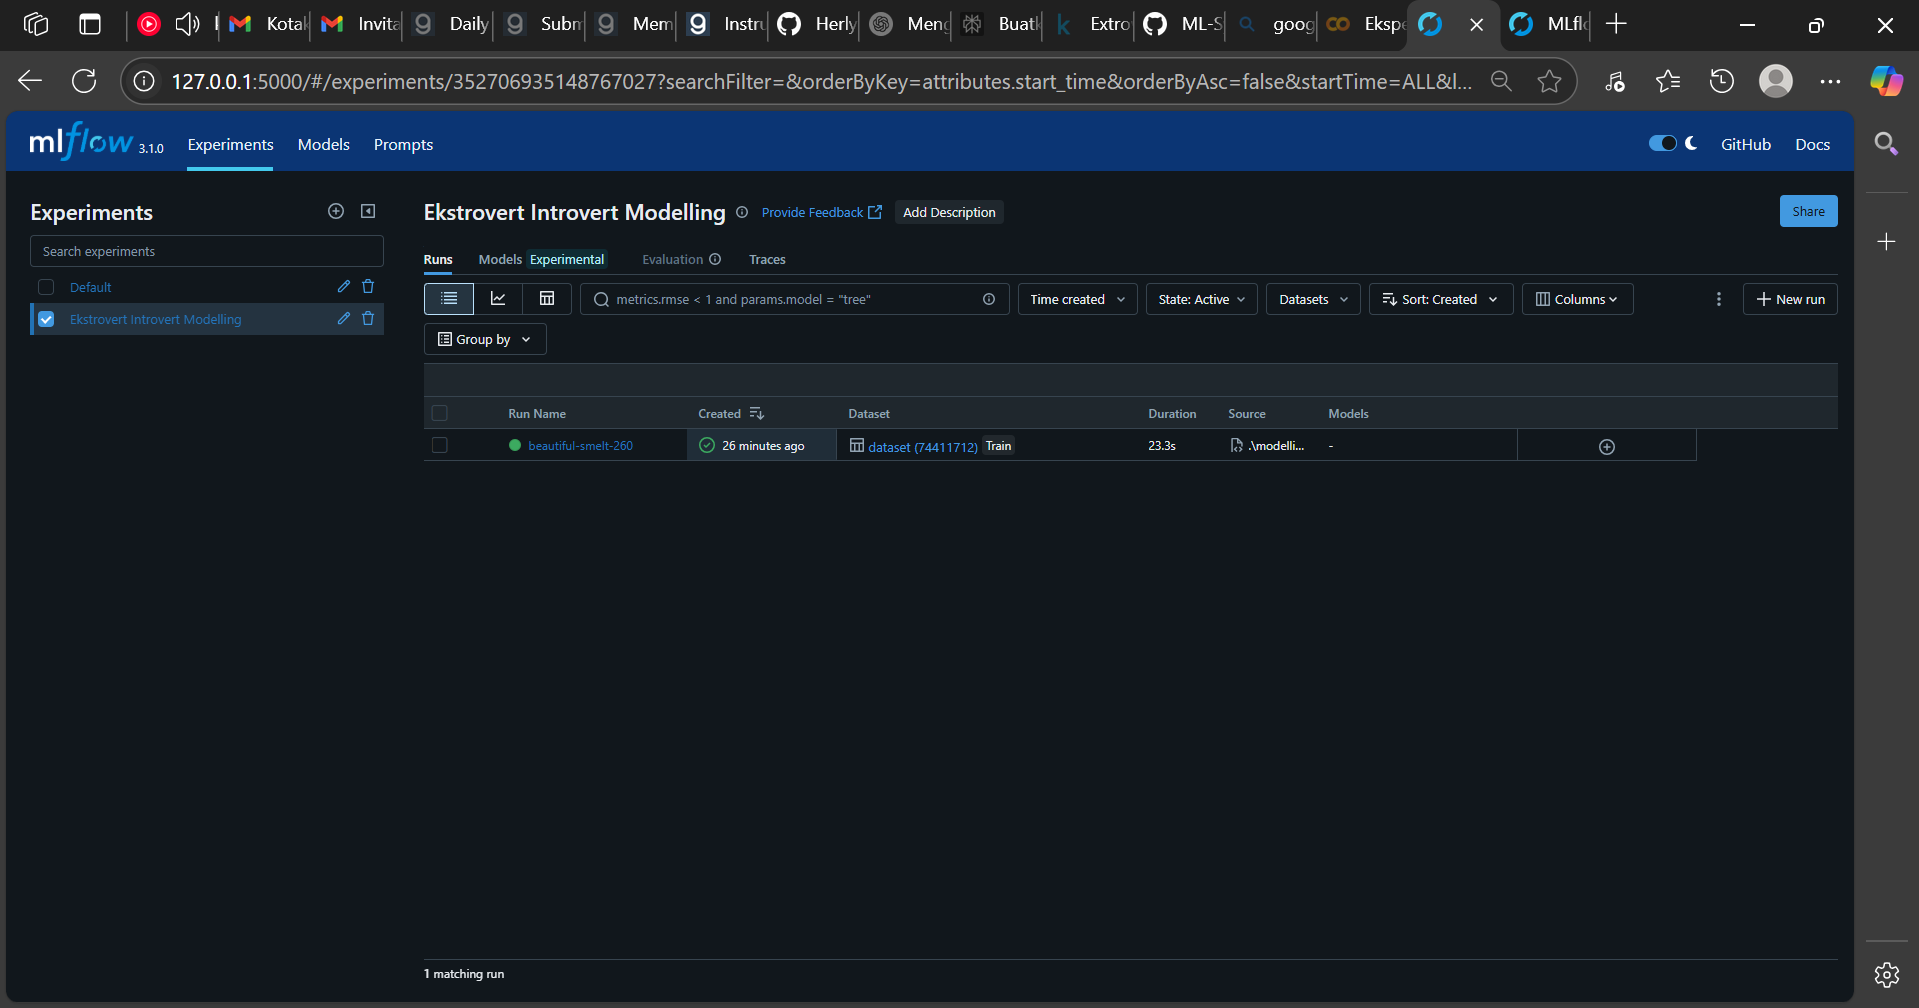 Kotak
Invita
Daily
Subm
Mem
Instru
Herly
Meng
Buatk
Extro
ML-S
goog
Ekspe
MLflo
127.0.0.1:5000/#/experiments/352706935148767027?searchFilter=&orderByKey=attributes.start_time&orderByAsc=false&startTime=ALL&l...
mlflow 3.1.0
Experiments
Models
Prompts
GitHub
Docs
Experiments
Search experiments
Default
Ekstrovert Introvert Modelling
Ekstrovert Introvert Modelling
Provide Feedback
Add Description
Share
Runs
Models Experimental
Evaluation
Traces
metrics.rmse < 1 and params.model = "tree"
Time created
State: Active
Datasets
Sort: Created
Columns
New run
Group by
Run Name
Created
Dataset
Duration
Source
Models
beautiful-smelt-260
26 minutes ago
dataset (74411712) Train
23.3s
.\modelli...
-
1 matching run